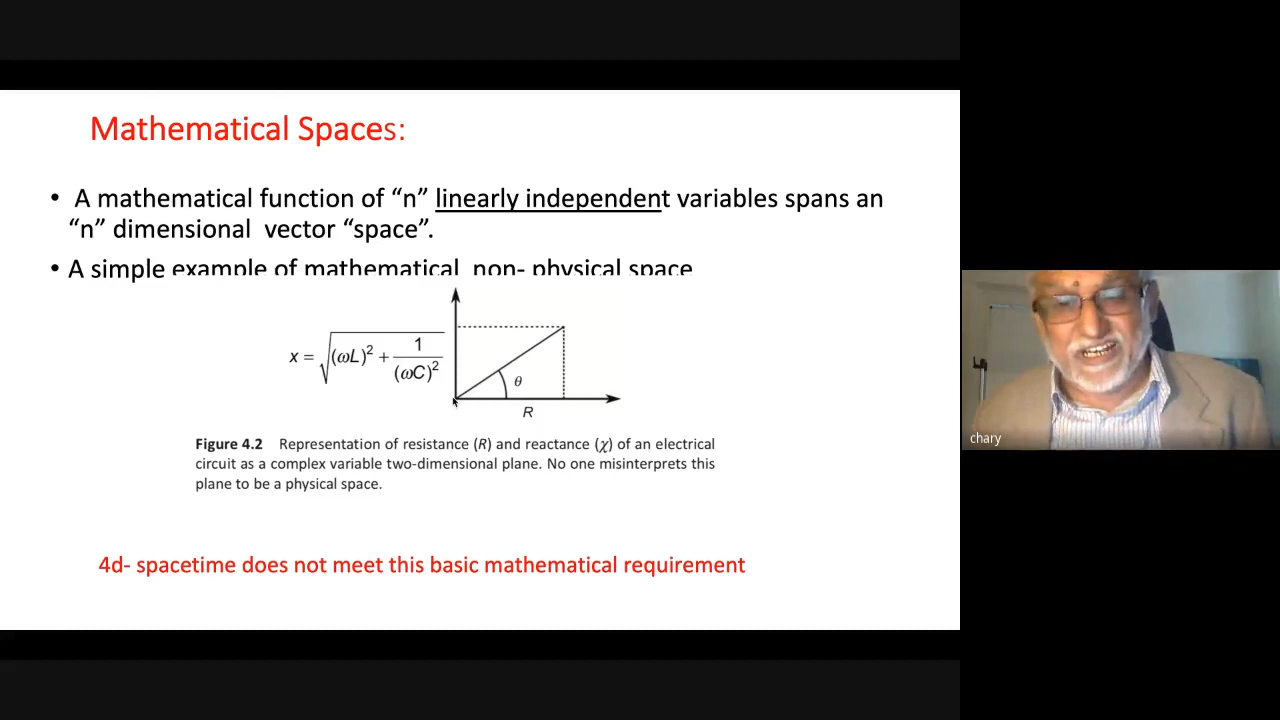 Mathematical Spaces:
• A mathematical function of “n” linearly independent variables spans an
“n” dimensional vector “space”.
• A simple example of mathematical non- physical space
x = √((ωL)² + 1/(ωC)²)
θ
R
Figure 4.2 Representation of resistance (R) and reactance (χ) of an electrical
circuit as a complex variable two-dimensional plane. No one misinterprets this
plane to be a physical space.
4d- spacetime does not meet this basic mathematical requirement
chary